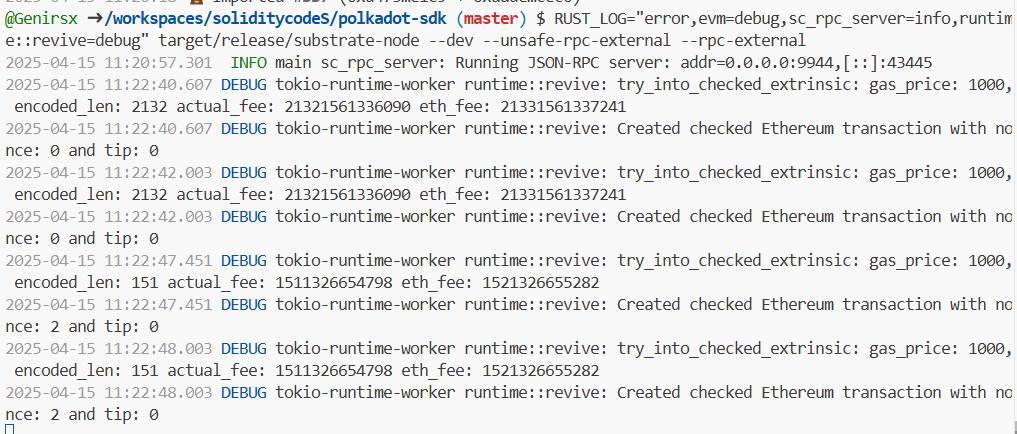 @Genirsx ➜/workspaces/soliditycodeS/polkadot-sdk (master) $ RUST_LOG="error,evm=debug,sc_rpc_server=info,runtim
e::revive=debug" target/release/substrate-node --dev --unsafe-rpc-external --rpc-external
2025-04-15 11:20:57.301  INFO main sc_rpc_server: Running JSON-RPC server: addr=0.0.0.0:9944,[::]:43445
2025-04-15 11:22:40.607 DEBUG tokio-runtime-worker runtime::revive: try_into_checked_extrinsic: gas_price: 1000,
 encoded_len: 2132 actual_fee: 21321561336090 eth_fee: 21331561337241
2025-04-15 11:22:40.607 DEBUG tokio-runtime-worker runtime::revive: Created checked Ethereum transaction with no
nce: 0 and tip: 0
2025-04-15 11:22:42.003 DEBUG tokio-runtime-worker runtime::revive: try_into_checked_extrinsic: gas_price: 1000,
 encoded_len: 2132 actual_fee: 21321561336090 eth_fee: 21331561337241
2025-04-15 11:22:42.003 DEBUG tokio-runtime-worker runtime::revive: Created checked Ethereum transaction with no
nce: 0 and tip: 0
2025-04-15 11:22:47.451 DEBUG tokio-runtime-worker runtime::revive: try_into_checked_extrinsic: gas_price: 1000,
 encoded_len: 151 actual_fee: 1511326654798 eth_fee: 1521326655282
2025-04-15 11:22:47.451 DEBUG tokio-runtime-worker runtime::revive: Created checked Ethereum transaction with no
nce: 2 and tip: 0
2025-04-15 11:22:48.003 DEBUG tokio-runtime-worker runtime::revive: try_into_checked_extrinsic: gas_price: 1000,
 encoded_len: 151 actual_fee: 1511326654798 eth_fee: 1521326655282
2025-04-15 11:22:48.003 DEBUG tokio-runtime-worker runtime::revive: Created checked Ethereum transaction with no
nce: 2 and tip: 0